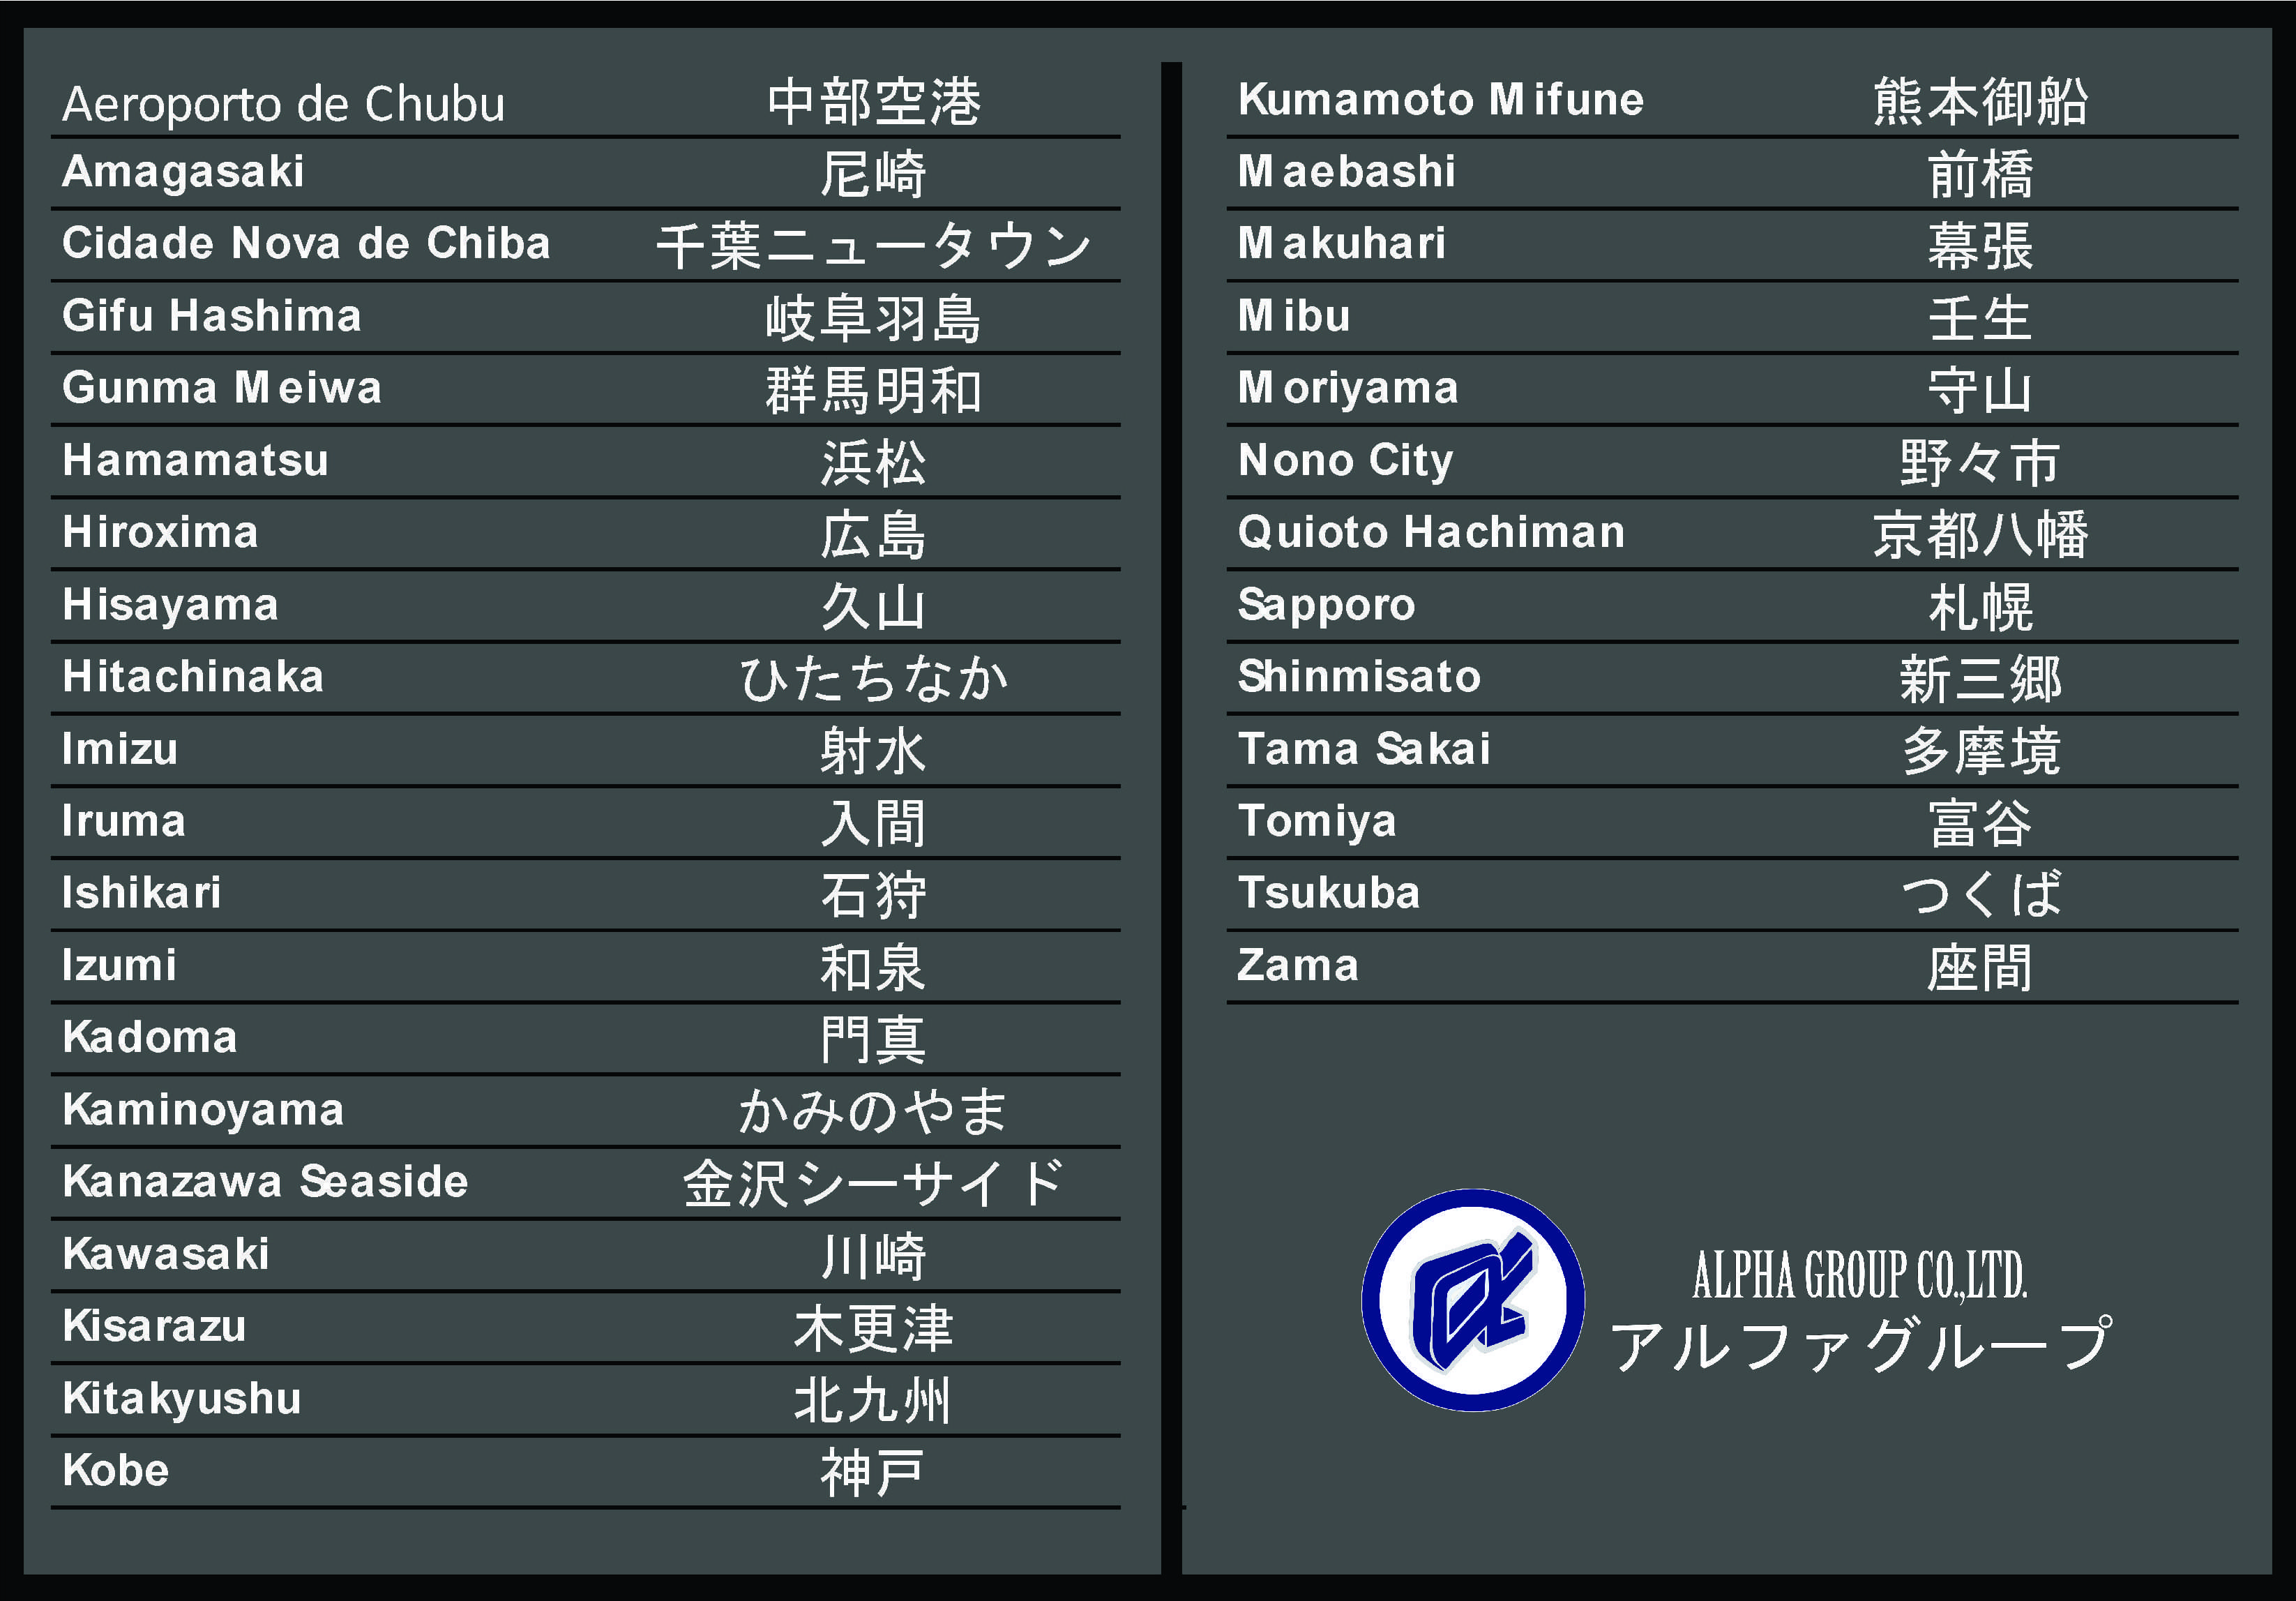 Aeroporto de Chubu 中部空港
Amagasaki 尼崎
Cidade Nova de Chiba 千葉ニュータウン
Gifu Hashima 岐阜羽島
Gunma Meiwa 群馬明和
Hamamatsu 浜松
Hiroxima 広島
Hisayama 久山
Hitachinaka ひたちなか
Imizu 射水
Iruma 入間
Ishikari 石狩
Izumi 和泉
Kadoma 門真
Kaminoyama かみのやま
Kanazawa Seaside 金沢シーサイド
Kawasaki 川崎
Kisarazu 木更津
Kitakyushu 北九州
Kobe 神戸
Kumamoto Mifune 熊本御船
Maebashi 前橋
Makuhari 幕張
Mibu 壬生
Moriyama 守山
Nono City 野々市
Quioto Hachiman 京都八幡
Sapporo 札幌
Shinmisato 新三郷
Tama Sakai 多摩境
Tomiya 富谷
Tsukuba つくば
Zama 座間
α
ALPHA GROUP CO.,LTD.
アルファグループ